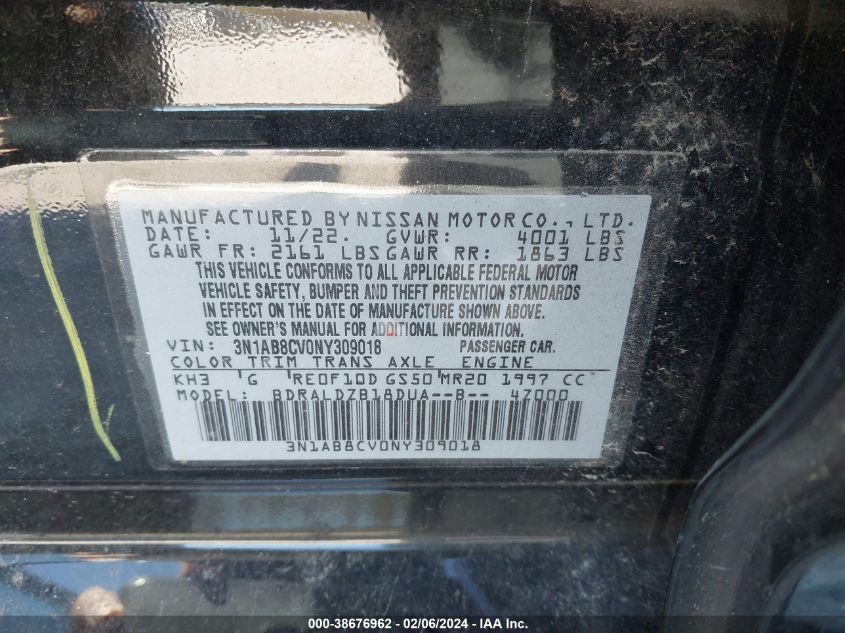 MANUFACTURED BY NISSAN MOTOR CO., LTD.
DATE: 11/22. GVWR: 4001 LBS
GAWR FR: 2161 LBS GAWR RR: 1863 LBS
THIS VEHICLE CONFORMS TO ALL APPLICABLE FEDERAL MOTOR
VEHICLE SAFETY, BUMPER AND THEFT PREVENTION STANDARDS
IN EFFECT ON THE DATE OF MANUFACTURE SHOWN ABOVE.
SEE OWNER'S MANUAL FOR ADDITIONAL INFORMATION.
VIN: 3N1AB8CV0NY309018 PASSENGER CAR.
COLOR TRIM TRANS AXLE ENGINE
KH3 G RE0F10D GS50 MR20 1997 CC
MODEL: BDRALDZB18DUA--B-- 4Z000
3N1AB8CV0NY309018
000-38676962 - 02/06/2024 - IAA Inc.